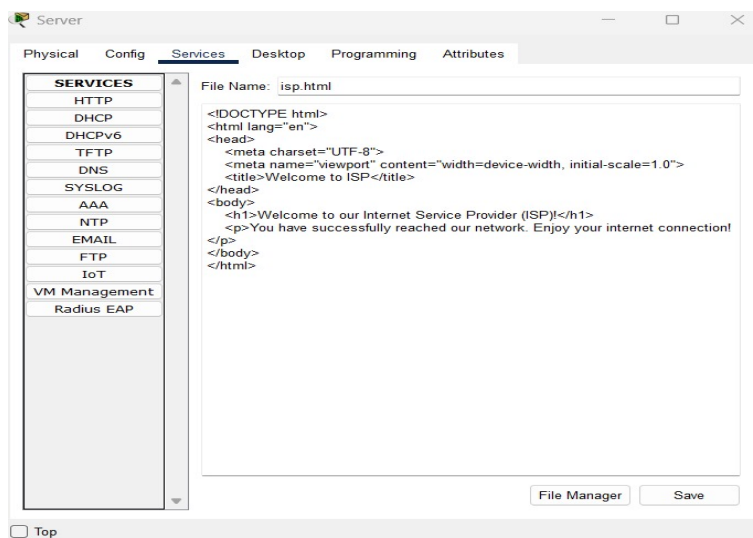 Server
Physical Config Services Desktop Programming Attributes
SERVICES
HTTP
DHCP
DHCPv6
TFTP
DNS
SYSLOG
AAA
NTP
EMAIL
FTP
IoT
VM Management
Radius EAP
File Name: isp.html
<!DOCTYPE html>
<html lang="en">
<head>
<meta charset="UTF-8">
<meta name="viewport" content="width=device-width, initial-scale=1.0">
<title>Welcome to ISP</title>
</head>
<body>
<h1>Welcome to our Internet Service Provider (ISP)!</h1>
<p>You have successfully reached our network. Enjoy your internet connection!
</p>
</body>
</html>
File Manager Save
Top